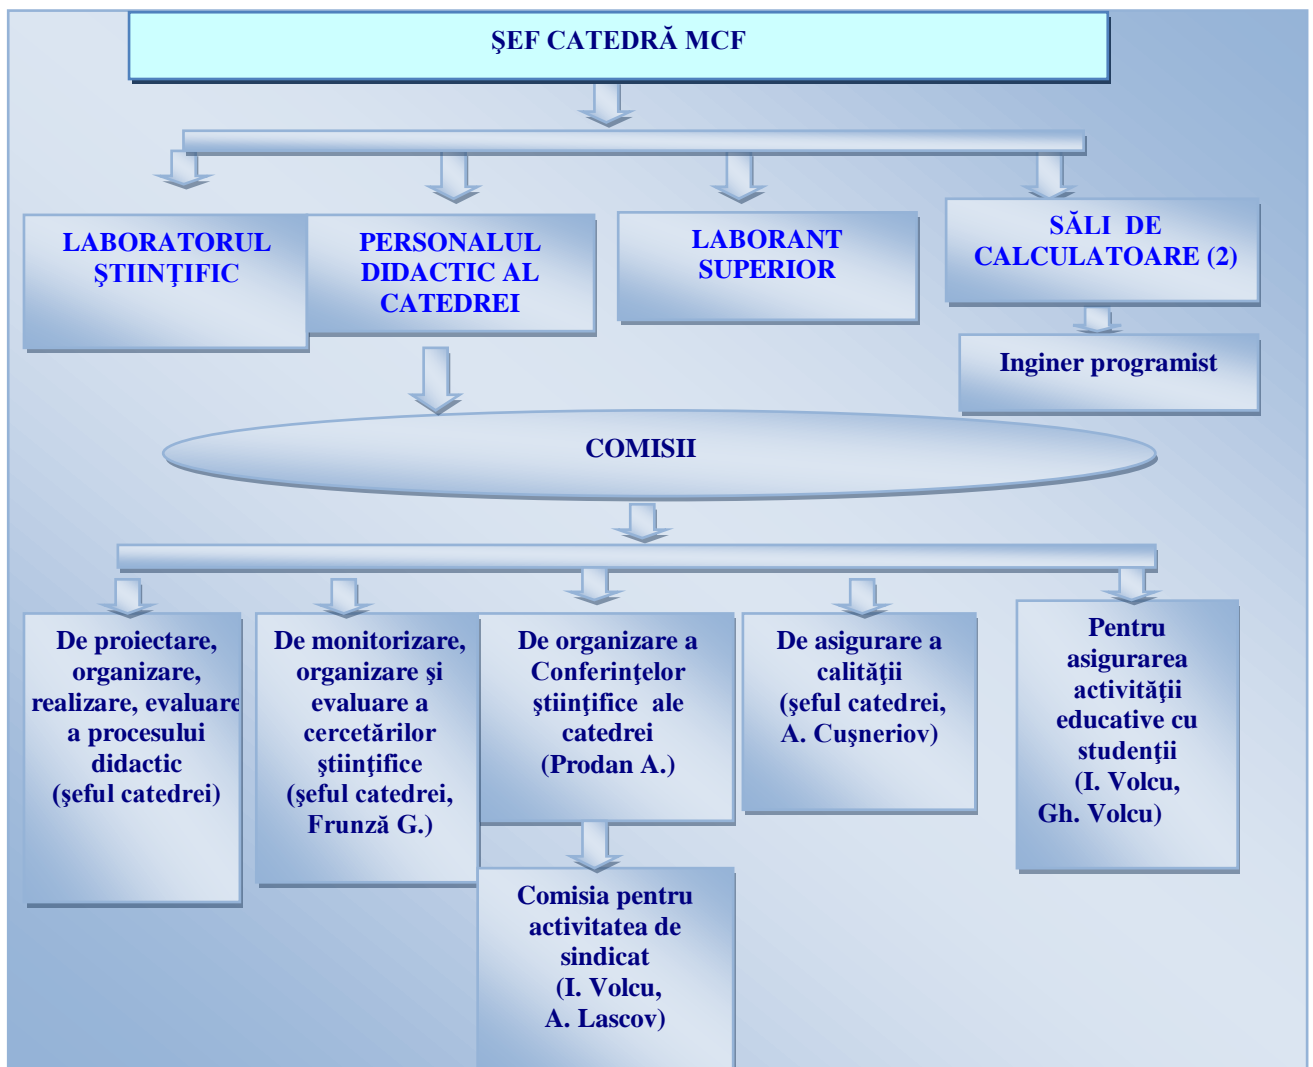 ŞEF CATEDRĂ MCF
LABORATORUL
ŞTIINŢIFIC
PERSONALUL
DIDACTIC AL
CATEDREI
LABORANT
SUPERIOR
SĂLI DE
CALCULATOARE (2)
Inginer programist
COMISII
De proiectare,
organizare,
realizare, evaluare
a procesului
didactic
(şeful catedrei)
De monitorizare,
organizare şi
evaluare a
cercetărilor
ştiinţifice
(şeful catedrei,
Frunză G.)
De organizare a
Conferinţelor
ştiinţifice ale
catedrei
(Prodan A.)
De asigurare a
calităţii
(şeful catedrei,
A. Cuşneriov)
Pentru
asigurarea
activităţii
educative cu
studenţii
(I. Volcu,
Gh. Volcu)
Comisia pentru
activitatea de
sindicat
(I. Volcu,
A. Lascov)